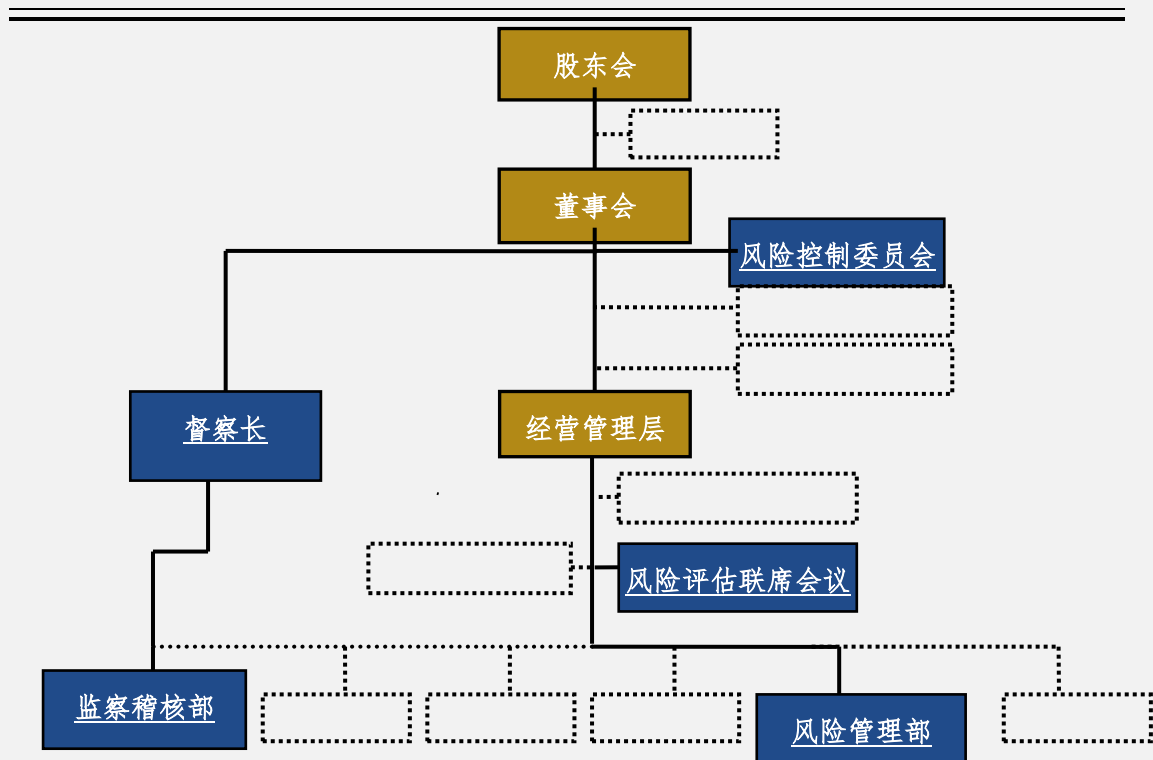 股东会
董事会
风险控制委员会
督察长
经营管理层
风险评估联席会议
监察稽核部
风险管理部